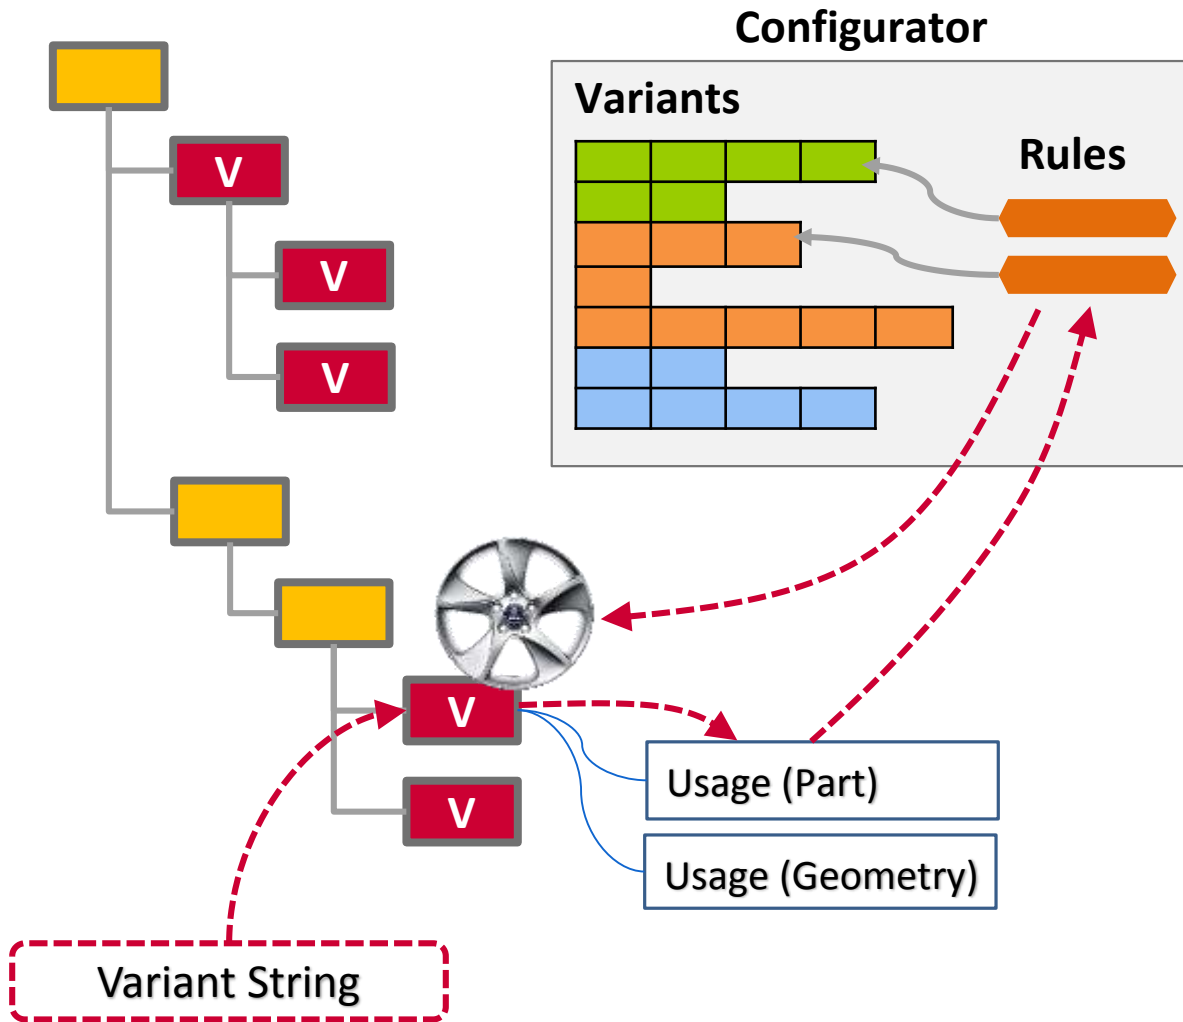 Configurator
Variants
Rules
V
V
V
V
Usage (Part)
V
Usage (Geometry)
Variant String